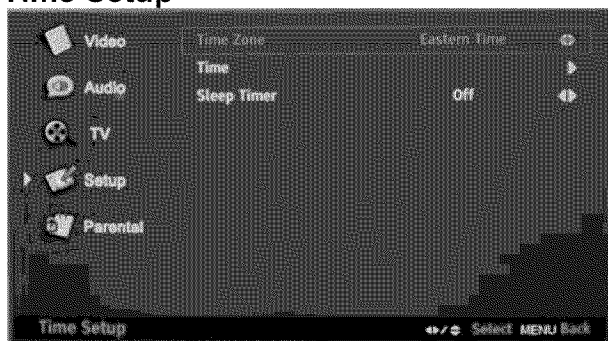 Time Setup
Video
Time Zone Eastern Time
Time
Audio
Sleep Timer Off
TV
Setup
Parental
Time Setup Select MENU Back